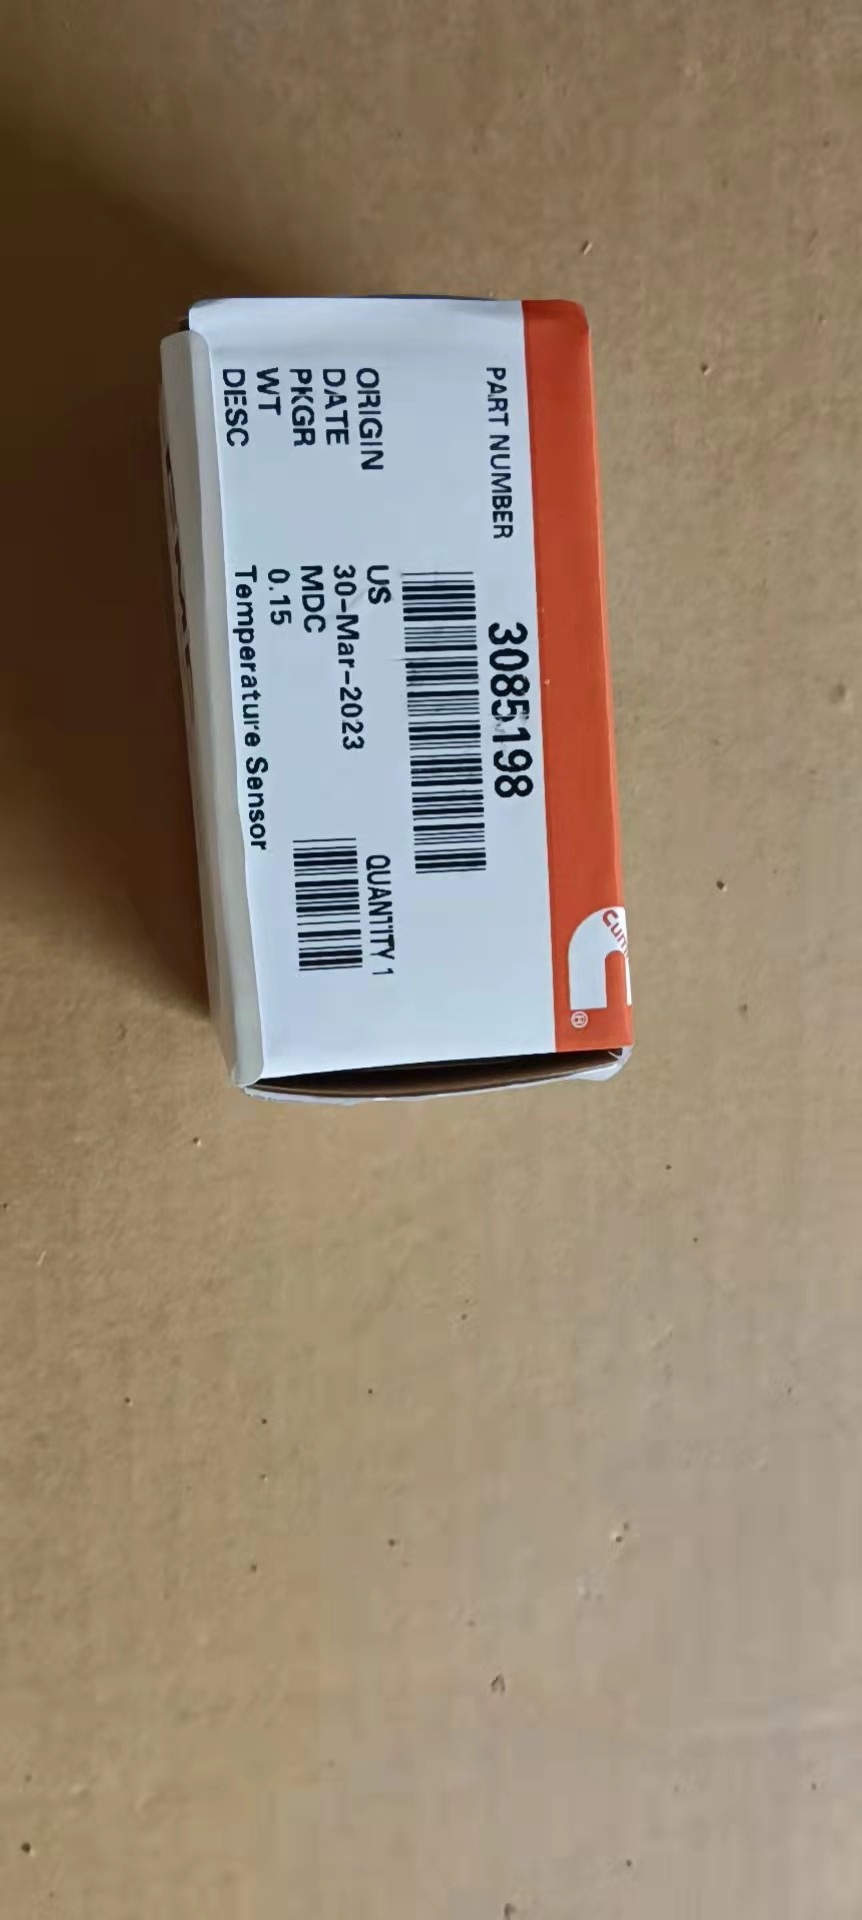 PART NUMBER 3085198
ORIGIN US QUANTITY 1
DATE 30-Mar-2023
PKGR MDC
WT 0.15
DESC Temperature Sensor